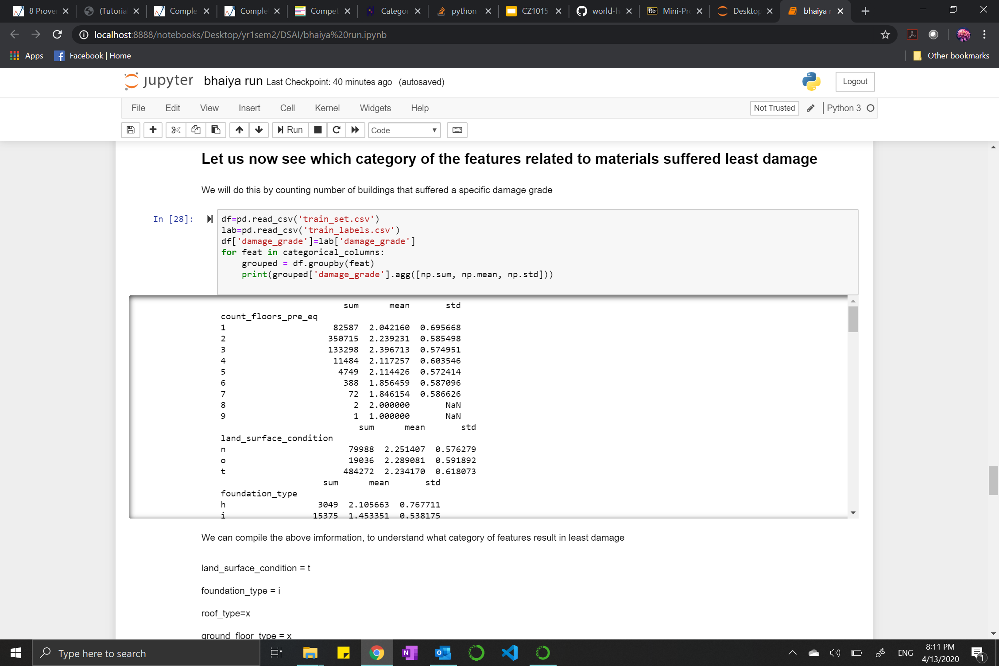 8 Prove
(Tutoria
Comple
Comple
Compet
Categor
python
CZ1015
world-h
Bb Mini-Pr
Desktop
bhaiya r
localhost:8888/notebooks/Desktop/yr1sem2/DSAI/bhaiya%20run.ipynb
Apps
Facebook | Home
Other bookmarks
jupyter bhaiya run Last Checkpoint: 40 minutes ago (autosaved)
Logout
File Edit View Insert Cell Kernel Widgets Help
Not Trusted Python 3
Run Code
Let us now see which category of the features related to materials suffered least damage
We will do this by counting number of buildings that suffered a specific damage grade
In [28]:
df=pd.read_csv('train_set.csv')
lab=pd.read_csv('train_labels.csv')
df['damage_grade']=lab['damage_grade']
for feat in categorical_columns:
    grouped = df.groupby(feat)
    print(grouped['damage_grade'].agg([np.sum, np.mean, np.std]))
sum mean std
count_floors_pre_eq
1 82587 2.042160 0.695668
2 350715 2.239231 0.585498
3 133298 2.396713 0.574951
4 11484 2.117257 0.603546
5 4749 2.114426 0.572414
6 388 1.856459 0.587096
7 72 1.846154 0.586626
8 2 2.000000 NaN
9 1 1.000000 NaN
sum mean std
land_surface_condition
n 79988 2.251407 0.576279
o 19036 2.289081 0.591892
t 484272 2.234170 0.618073
sum mean std
foundation_type
h 3049 2.105663 0.767711
i 15375 1.453351 0.538175
We can compile the above imformation, to understand what category of features result in least damage
land_surface_condition = t
foundation_type = i
roof_type=x
ground_floor_type = x
Type here to search
N
O
ENG
8:11 PM
4/13/2020
1